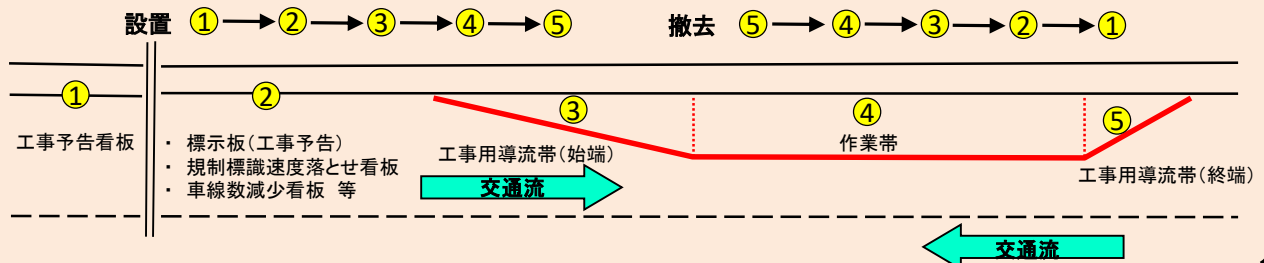 設置 ① ② ③ ④ ⑤ 撤去 ⑤ ④ ③ ② ①
① ② ③ ④ ⑤
工事予告看板
・ 標示板(工事予告)
・ 規制標識速度落とせ看板
・ 車線数減少看板 等
工事用導流帯(始端)
作業帯
工事用導流帯(終端)
交通流
交通流